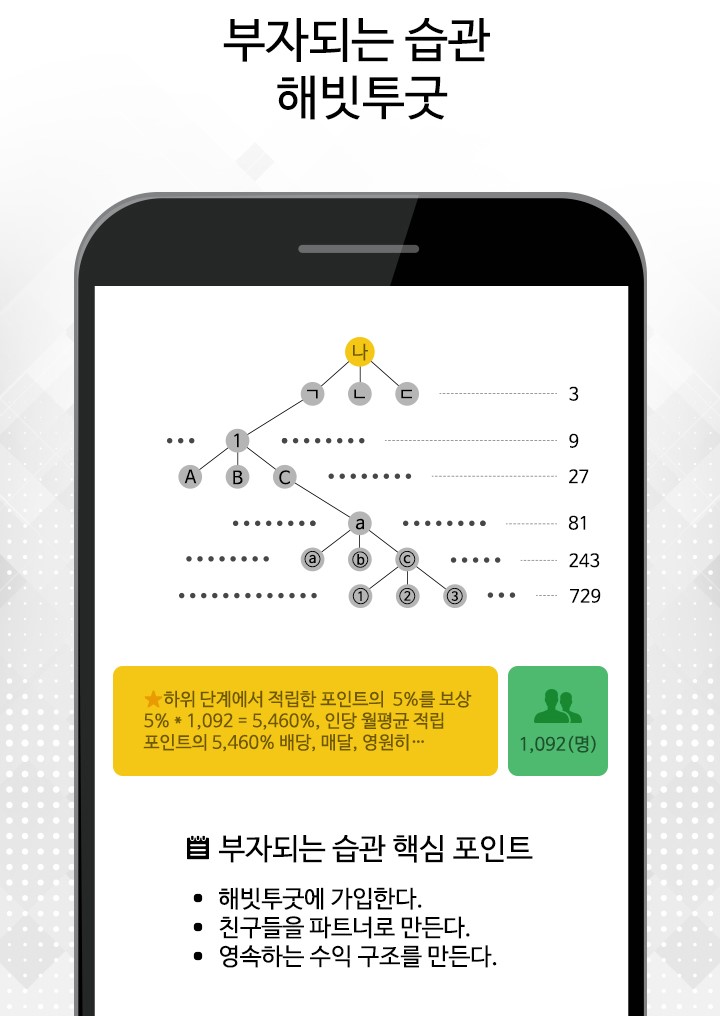 부자되는 습관
해빗투굿
나
ㄱ ㄴ ㄷ 3
1 9
A B C 27
a 81
ⓐ ⓑ ⓒ 243
① ② ③ 729
★하위 단계에서 적립한 포인트의 5%를 보상
5% * 1,092 = 5,460%, 인당 월평균 적립
포인트의 5,460% 배당, 매달, 영원히…
1,092(명)
부자되는 습관 핵심 포인트
• 해빗투굿에 가입한다.
• 친구들을 파트너로 만든다.
• 영속하는 수익 구조를 만든다.